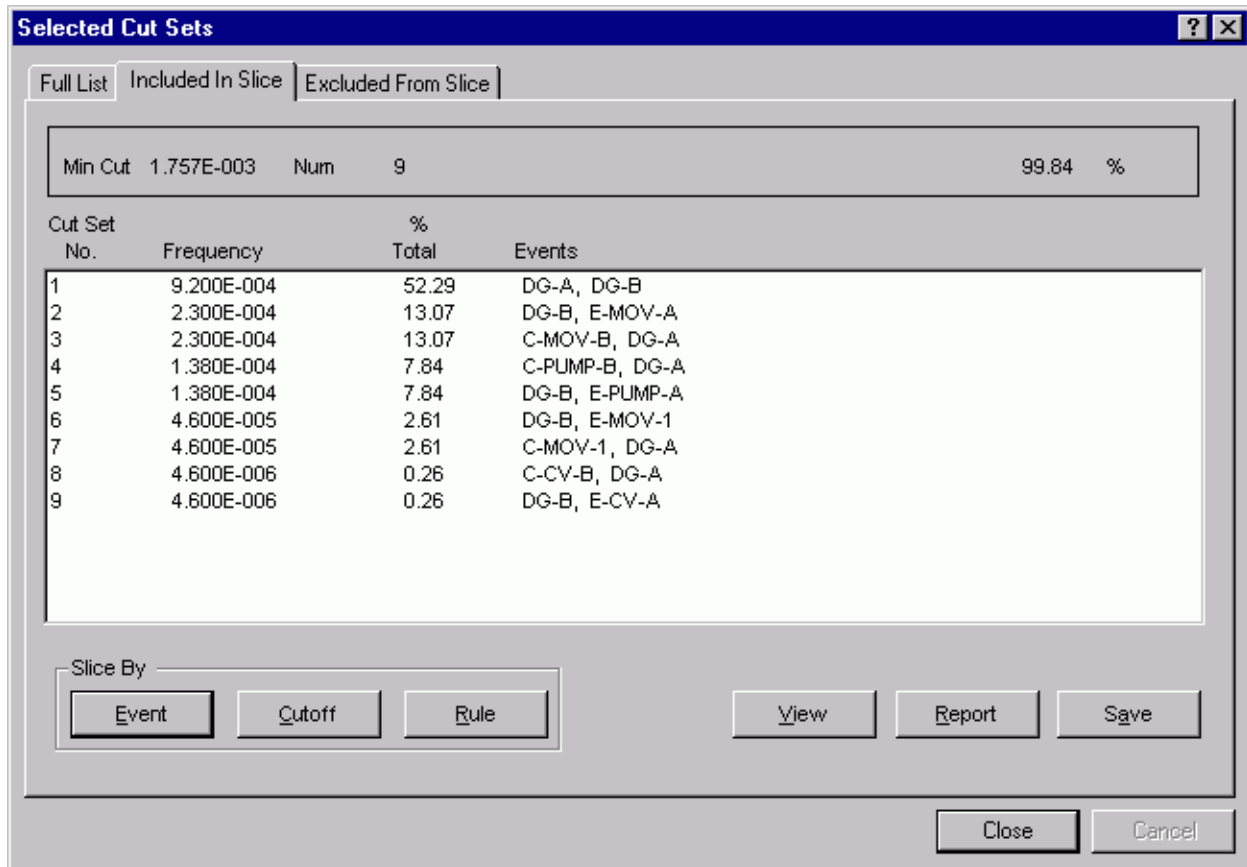 Selected Cut Sets
Full List Included In Slice Excluded From Slice
Min Cut 1.757E-003 Num 9 99.84 %
Cut Set %
No. Frequency Total Events
1 9.200E-004 52.29 DG-A, DG-B
2 2.300E-004 13.07 DG-B, E-MOV-A
3 2.300E-004 13.07 C-MOV-B, DG-A
4 1.380E-004 7.84 C-PUMP-B, DG-A
5 1.380E-004 7.84 DG-B, E-PUMP-A
6 4.600E-005 2.61 DG-B, E-MOV-1
7 4.600E-005 2.61 C-MOV-1, DG-A
8 4.600E-006 0.26 C-CV-B, DG-A
9 4.600E-006 0.26 DG-B, E-CV-A
Slice By
Event Cutoff Rule View Report Save
Close Cancel